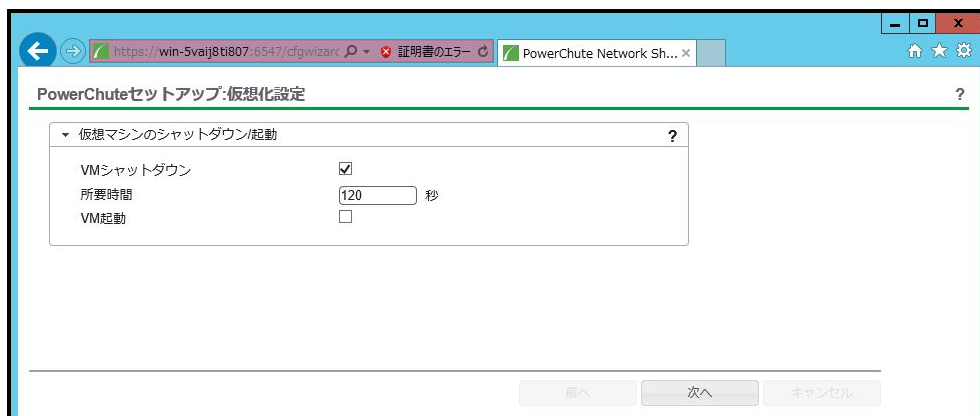 https://win-5vaij8ti807:6547/cfgwizard 証明書のエラー PowerChute Network Sh... ×
PowerChuteセットアップ:仮想化設定 ?
仮想マシンのシャットダウン/起動 ?
VMシャットダウン
所要時間 120 秒
VM起動
前へ 次へ キャンセル